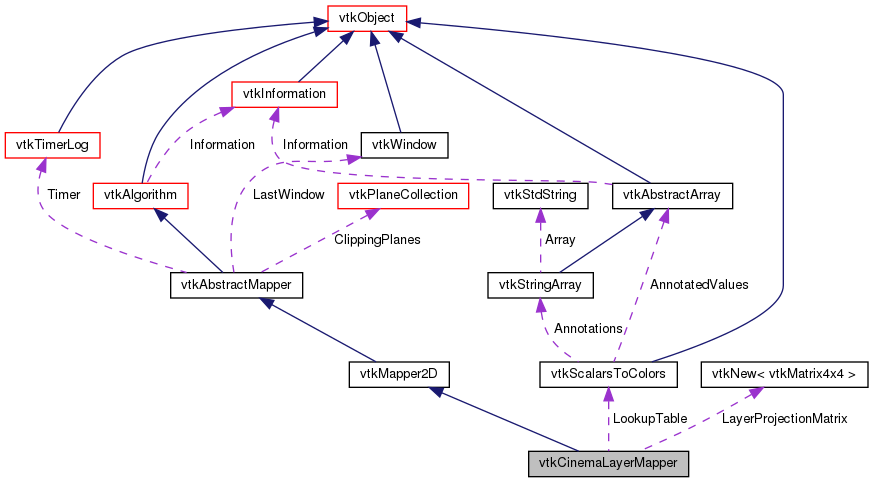 vtkObject
vtkInformation
vtkTimerLog
Information
Information
vtkWindow
Timer
vtkAlgorithm
LastWindow
vtkPlaneCollection
vtkStdString
vtkAbstractArray
ClippingPlanes
Array
vtkAbstractMapper
vtkStringArray
AnnotatedValues
Annotations
vtkMapper2D
vtkScalarsToColors
vtkNew< vtkMatrix4x4 >
LookupTable
LayerProjectionMatrix
vtkCinemaLayerMapper